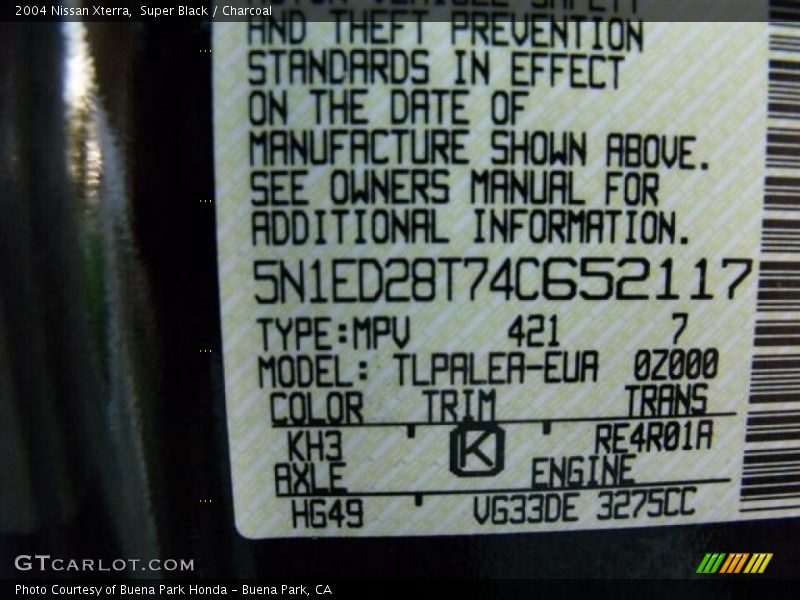 2004 Nissan Xterra, Super Black / Charcoal
AND THEFT PREVENTION
STANDARDS IN EFFECT
ON THE DATE OF
MANUFACTURE SHOWN ABOVE.
SEE OWNERS MANUAL FOR
ADDITIONAL INFORMATION.
5N1ED28T74C652117
TYPE:MPV 421 7
MODEL: TLPALEA-EUA 0Z000
COLOR TRIM TRANS
KH3 K RE4R01A
AXLE ENGINE
HG49 VG33DE 3275CC
GTCARLOT.COM
Photo Courtesy of Buena Park Honda - Buena Park, CA